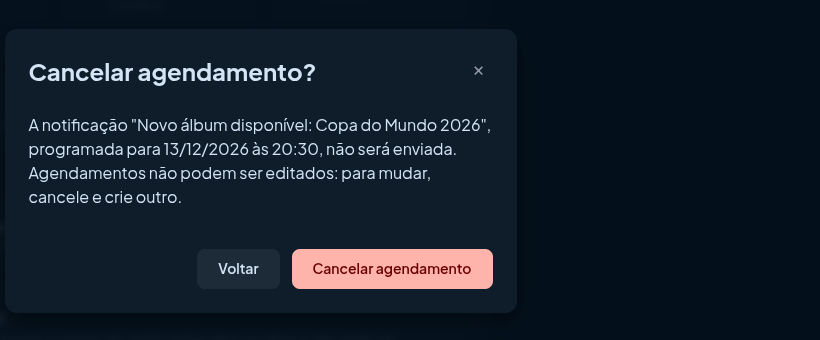 Cancelar agendamento?
×
A notificação "Novo álbum disponível: Copa do Mundo 2026",
programada para 13/12/2026 às 20:30, não será enviada.
Agendamentos não podem ser editados: para mudar,
cancele e crie outro.
Voltar
Cancelar agendamento